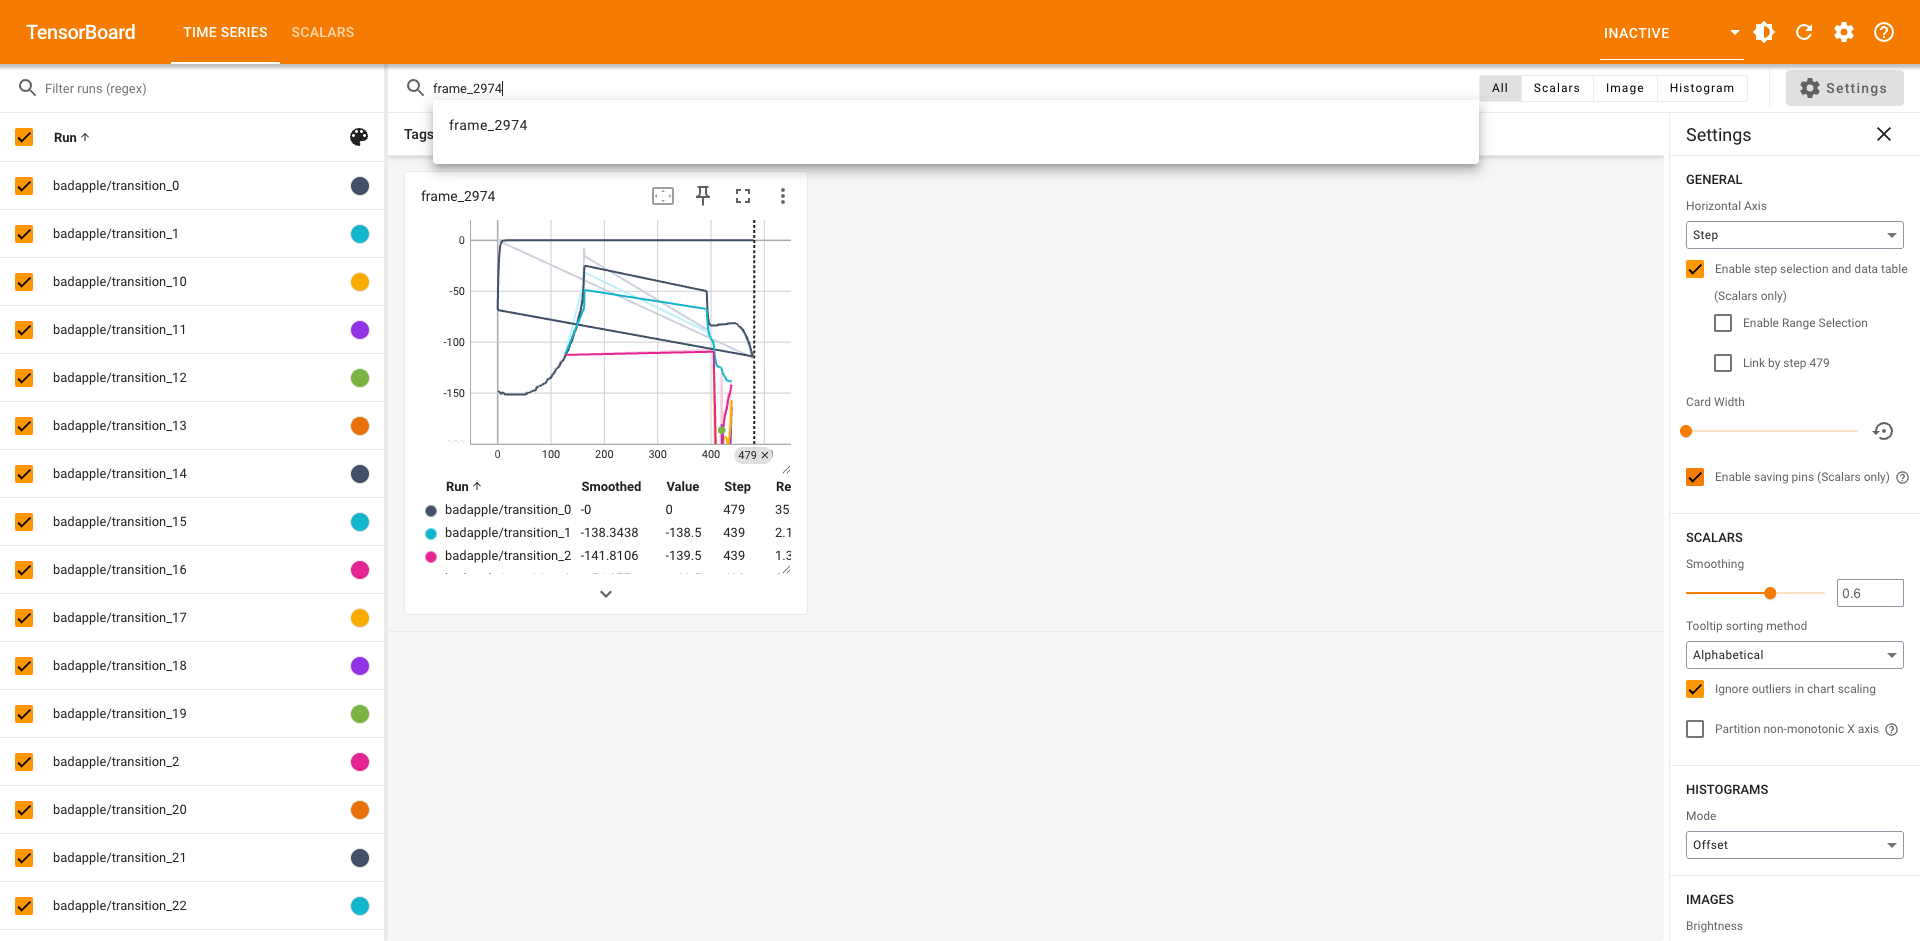 TensorBoard
TIME SERIES
SCALARS
INACTIVE
Filter runs (regex)
frame_2974
All
Scalars
Image
Histogram
Settings
frame_2974
Tags
Run
badapple/transition_0
badapple/transition_1
badapple/transition_10
badapple/transition_11
badapple/transition_12
badapple/transition_13
badapple/transition_14
badapple/transition_15
badapple/transition_16
badapple/transition_17
badapple/transition_18
badapple/transition_19
badapple/transition_2
badapple/transition_20
badapple/transition_21
badapple/transition_22
frame_2974
0
-50
-100
-150
0 100 200 300 400 479
Run Smoothed Value Step Re
badapple/transition_0 -0 0 479 35
badapple/transition_1 -138.3438 -138.5 439 2.1
badapple/transition_2 -141.8106 -139.5 439 1.3
Settings
GENERAL
Horizontal Axis
Step
Enable step selection and data table
(Scalars only)
Enable Range Selection
Link by step 479
Card Width
Enable saving pins (Scalars only)
SCALARS
Smoothing
0.6
Tooltip sorting method
Alphabetical
Ignore outliers in chart scaling
Partition non-monotonic X axis
HISTOGRAMS
Mode
Offset
IMAGES
Brightness